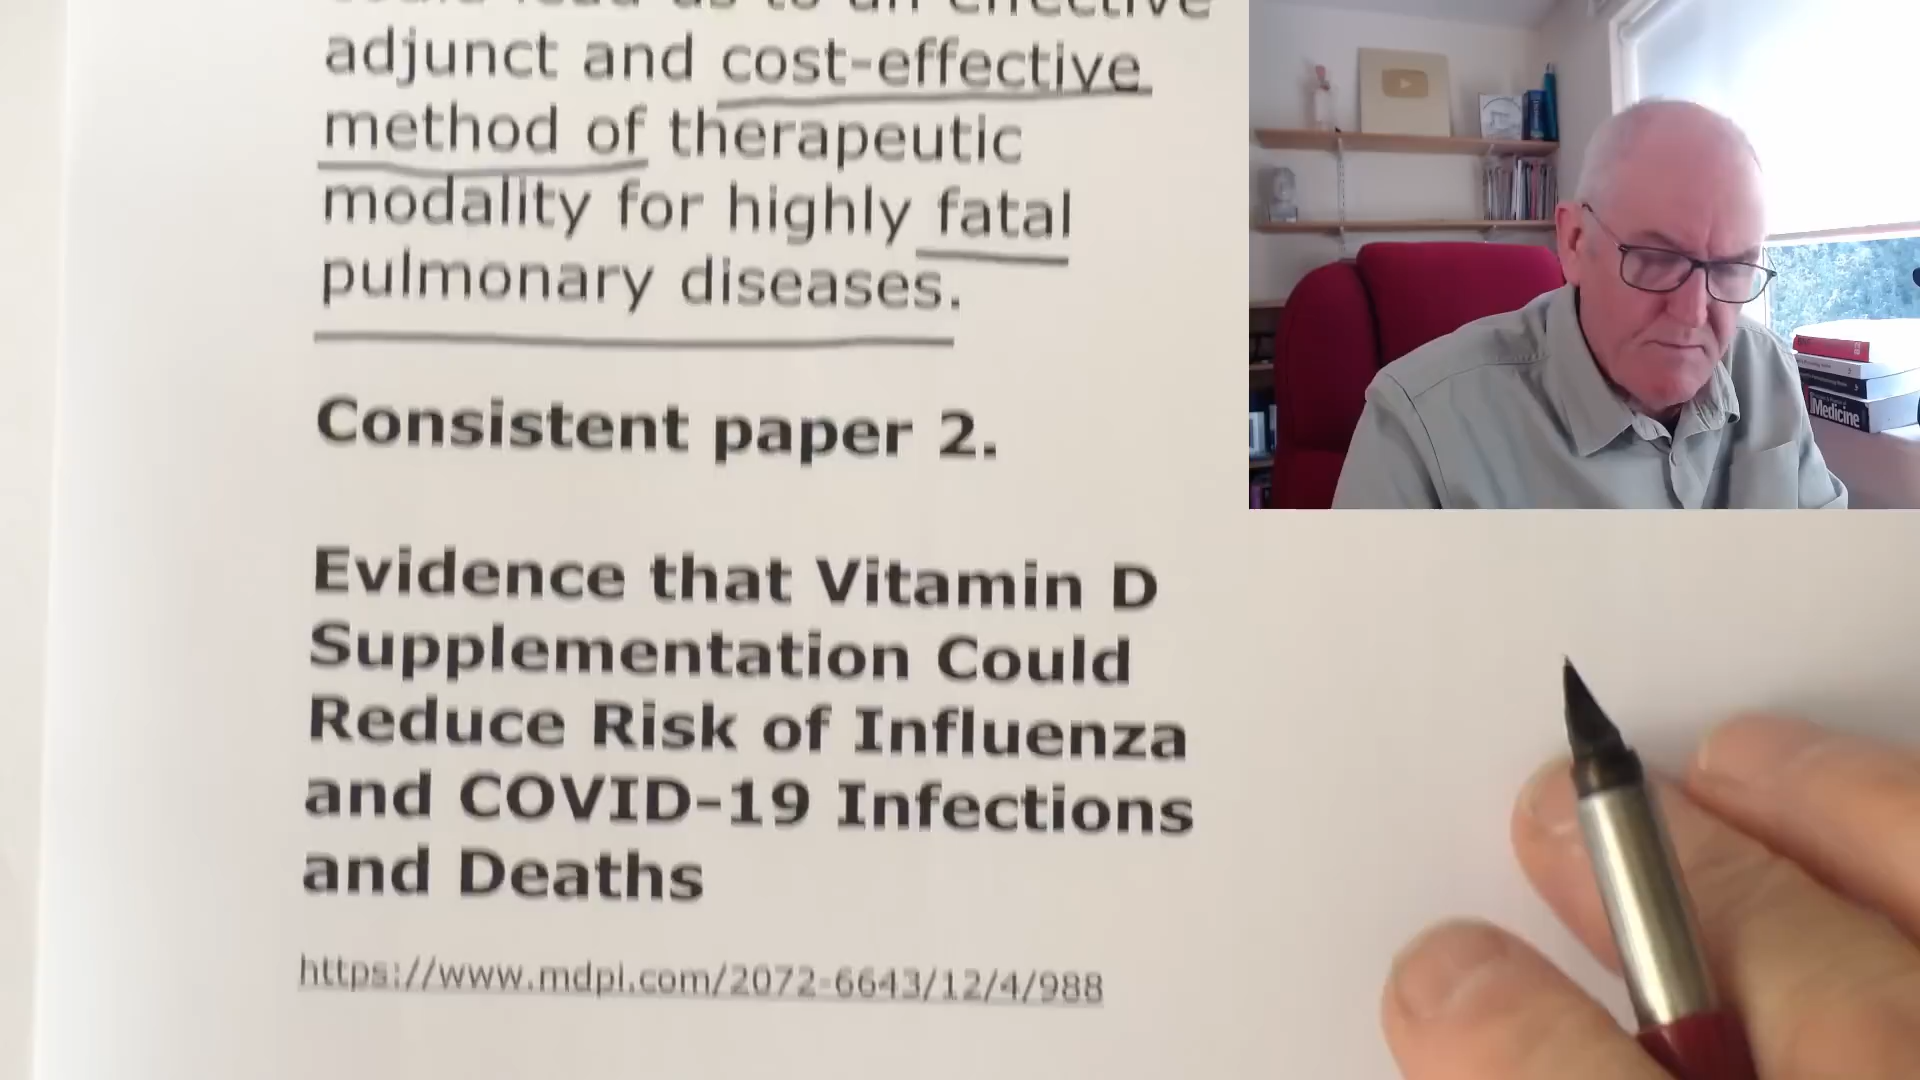 adjunct and cost-effective
method of therapeutic
modality for highly fatal
pulmonary diseases.
Consistent paper 2.
Evidence that Vitamin D
Supplementation Could
Reduce Risk of Influenza
and COVID-19 Infections
and Deaths
https://www.mdpi.com/2072-6643/12/4/988
Medicine